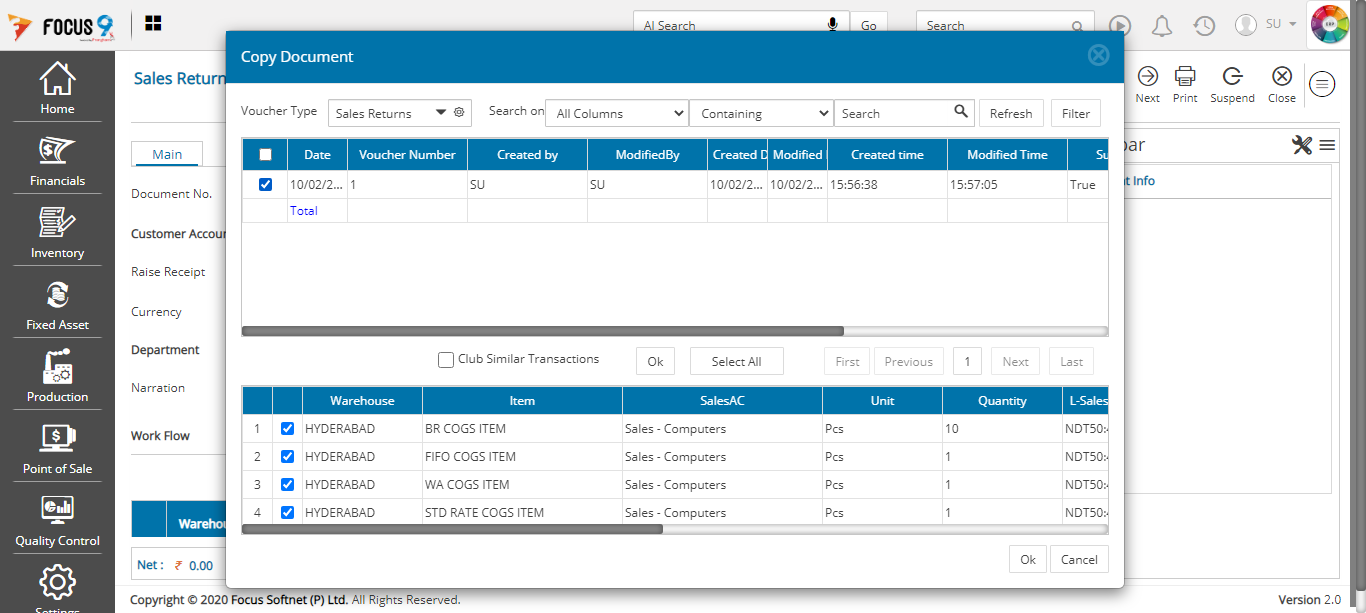 FOCUS 9
AI Search
Go
Search
SU
Copy Document
Home
Financials
Inventory
Fixed Asset
Production
Point of Sale
Quality Control
Settings
Sales Return
Next
Print
Suspend
Close
Main
Document No.
Customer Accoun
Raise Receipt
Currency
Department
Narration
Work Flow
Warehou
Net : ₹ 0.00
bar
t Info
Voucher Type
Sales Returns
Search on
All Columns
Containing
Search
Refresh
Filter
Date Voucher Number Created by ModifiedBy Created D Modified Created time Modified Time Su
10/02/2... 1 SU SU 10/02/2... 10/02/2... 15:56:38 15:57:05 True
Total
Club Similar Transactions
Ok
Select All
First
Previous
1
Next
Last
Warehouse Item SalesAC Unit Quantity L-Sales
1 HYDERABAD BR COGS ITEM Sales - Computers Pcs 10 NDT50:4
2 HYDERABAD FIFO COGS ITEM Sales - Computers Pcs 1 NDT50:4
3 HYDERABAD WA COGS ITEM Sales - Computers Pcs 1 NDT50:4
4 HYDERABAD STD RATE COGS ITEM Sales - Computers Pcs 1 NDT50:4
Ok
Cancel
Copyright © 2020 Focus Softnet (P) Ltd. All Rights Reserved.
Version 2.0